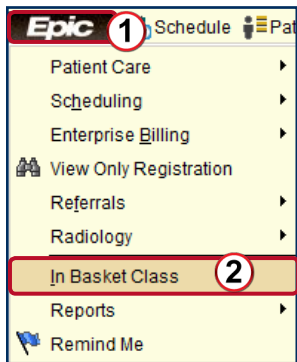 Epic 1 Schedule Pat
Patient Care
Scheduling
Enterprise Billing
View Only Registration
Referrals
Radiology
In Basket Class 2
Reports
Remind Me